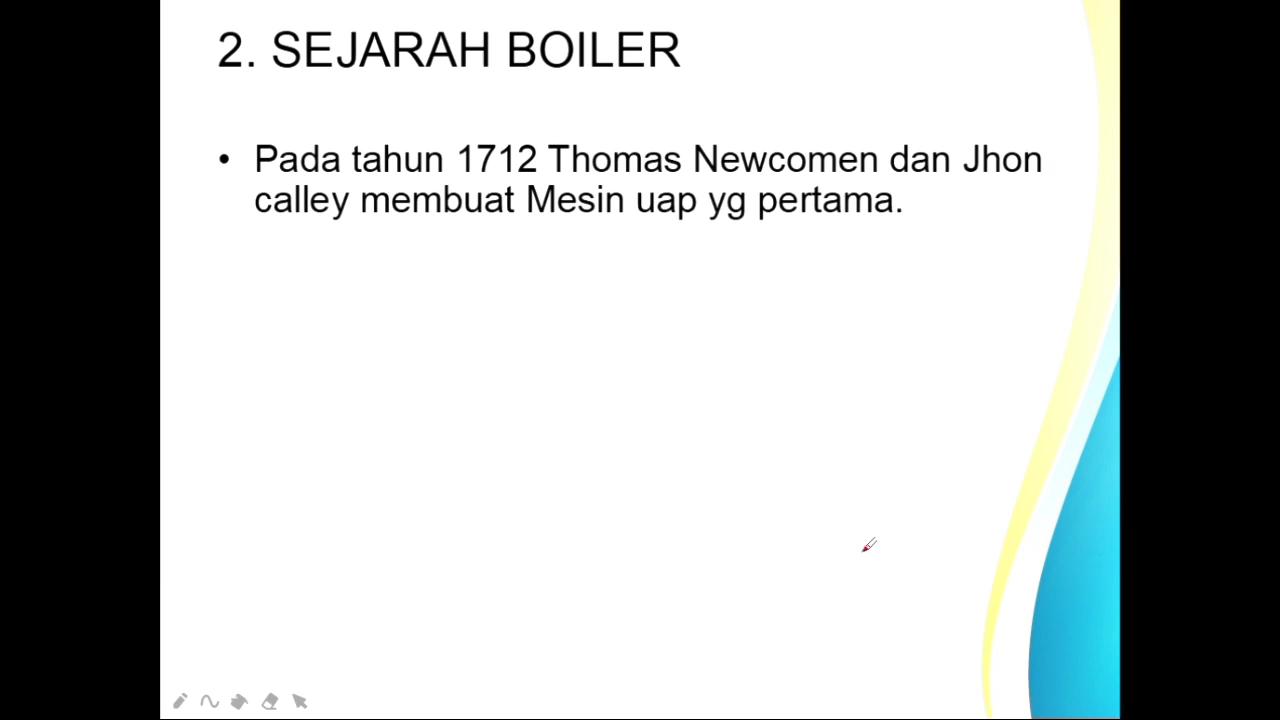 2. SEJARAH BOILER
• Pada tahun 1712 Thomas Newcomen dan Jhon
calley membuat Mesin uap yg pertama.